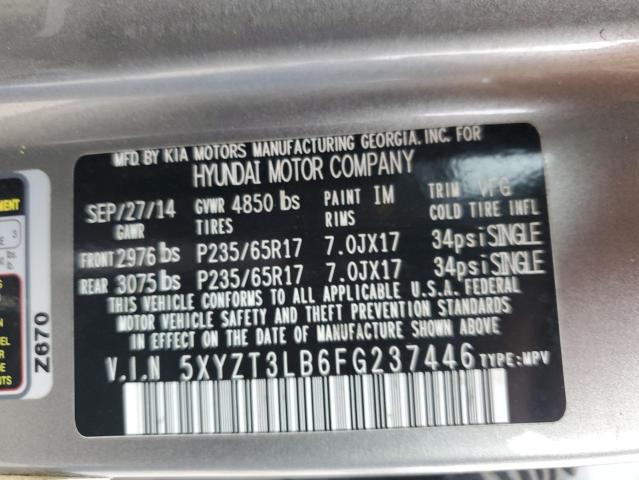 MFD BY KIA MOTORS MANUFACTURING GEORGIA. INC. FOR
HYUNDAI MOTOR COMPANY
SEP/27/14 GVWR 4850 lbs PAINT IM TRIM VFG
GAWR TIRES RIMS COLD TIRE INFL
FRONT 2976 lbs P235/65R17 7.0JX17 34psi SINGLE
REAR 3075 lbs P235/65R17 7.0JX17 34psi SINGLE
THIS VEHICLE CONFORMS TO ALL APPLICABLE U.S.A. FEDERAL
MOTOR VEHICLE SAFETY AND THEFT PREVENTION STANDARDS
IN EFFECT ON THE DATE OF MANUFACTURE SHOWN ABOVE
V.I.N 5XYZT3LB6FG237446 TYPE:MPV
Z670